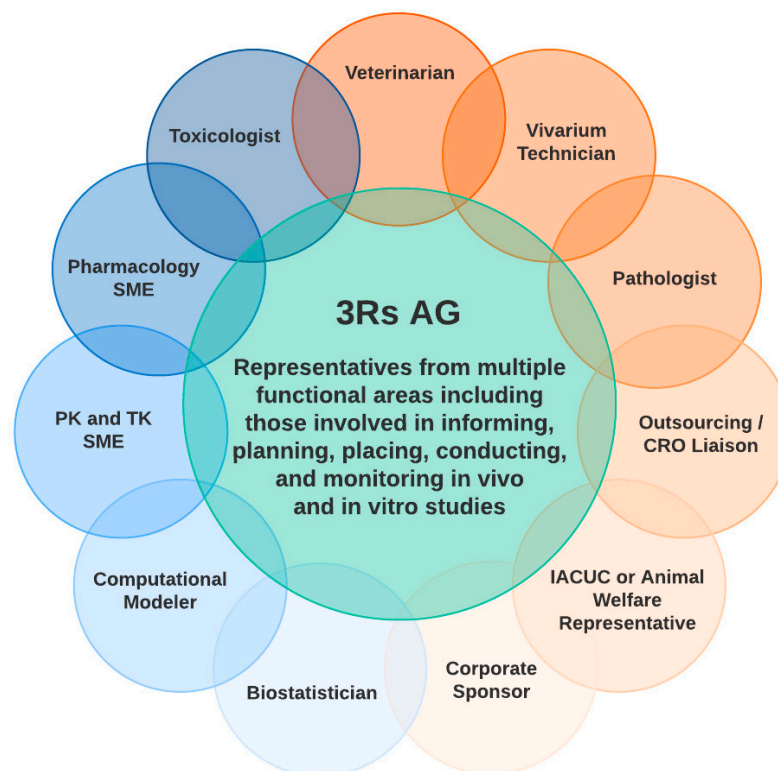 Veterinarian
Vivarium
Technician
Pathologist
Outsourcing /
CRO Liaison
IACUC or Animal
Welfare
Representative
Corporate
Sponsor
Biostatistician
Computational
Modeler
PK and TK
SME
Pharmacology
SME
Toxicologist
3Rs AG
Representatives from multiple
functional areas including
those involved in informing,
planning, placing, conducting,
and monitoring in vivo
and in vitro studies